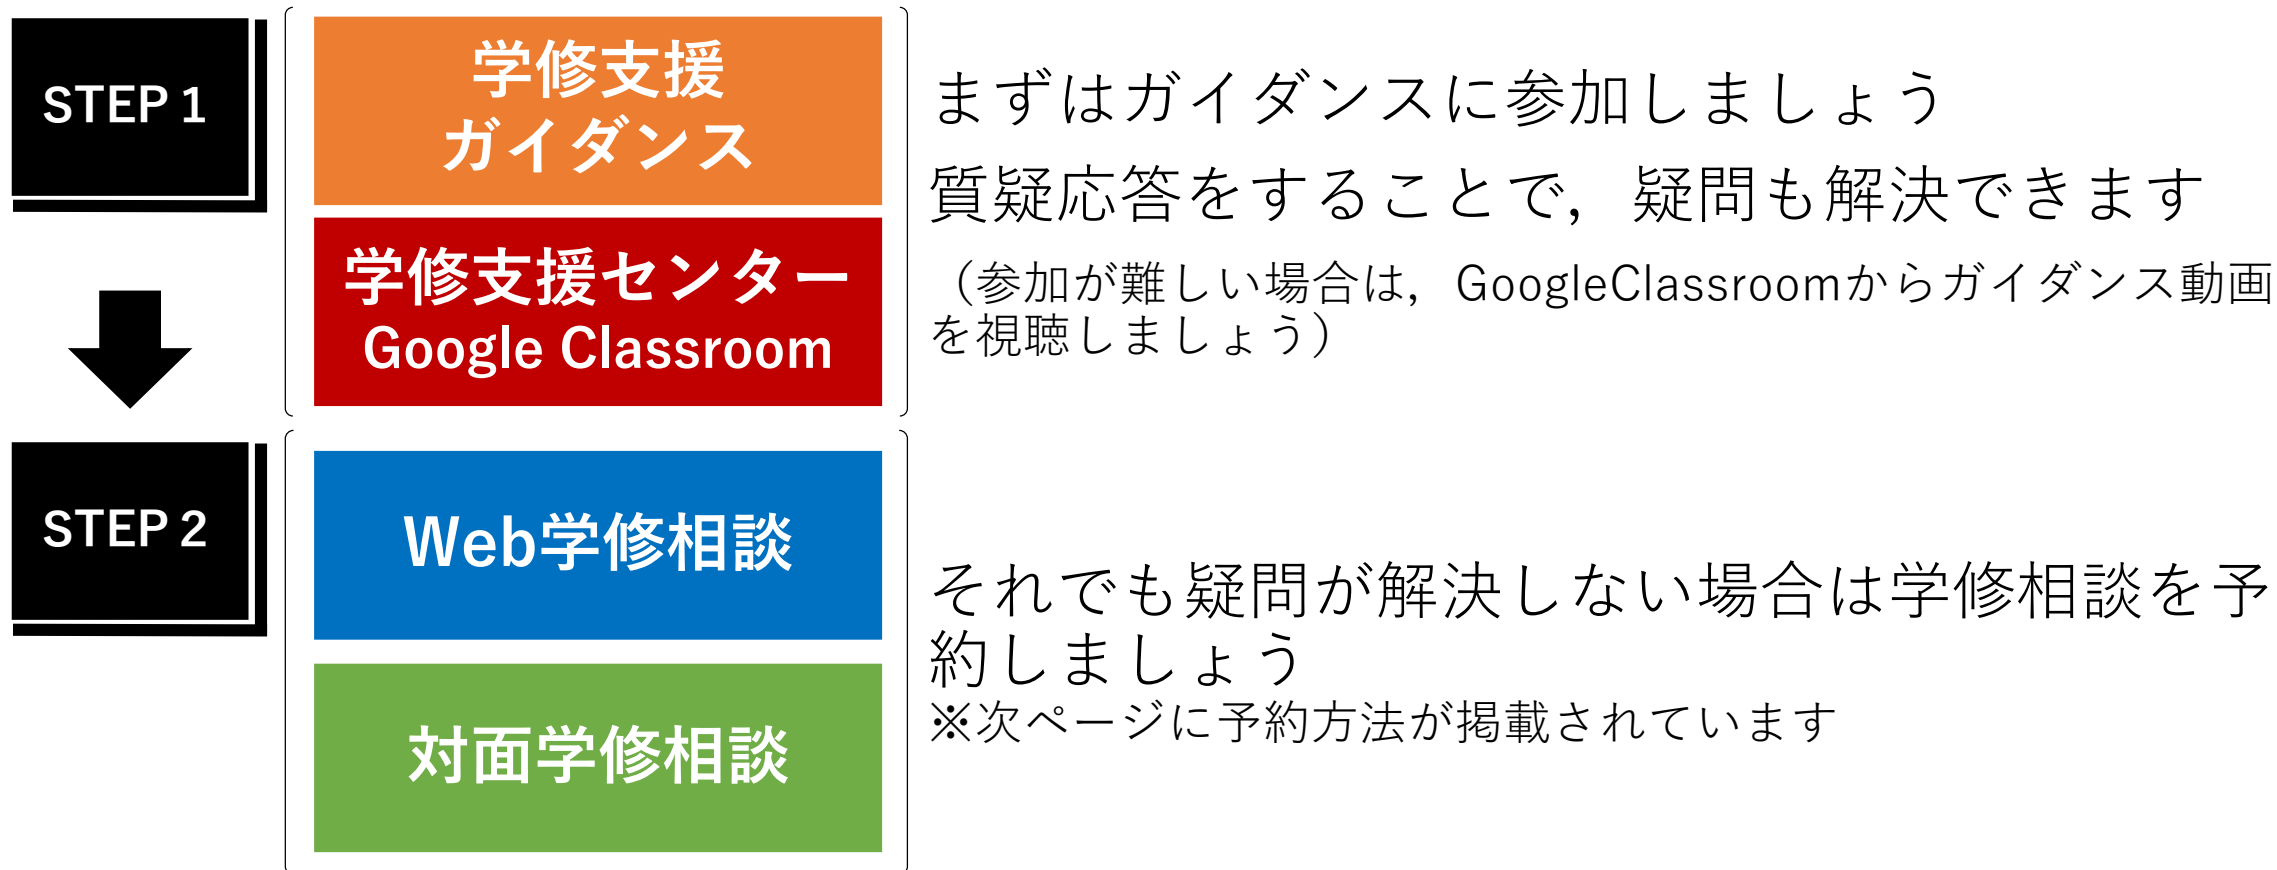 STEP 1
学修支援
ガイダンス
学修支援センター
Google Classroom
まずはガイダンスに参加しましょう
質疑応答をすることで，疑問も解決できます
（参加が難しい場合は，GoogleClassroomからガイダンス動画
を視聴しましょう）
STEP 2
Web学修相談
対面学修相談
それでも疑問が解決しない場合は学修相談を予
約しましょう
※次ページに予約方法が掲載されています